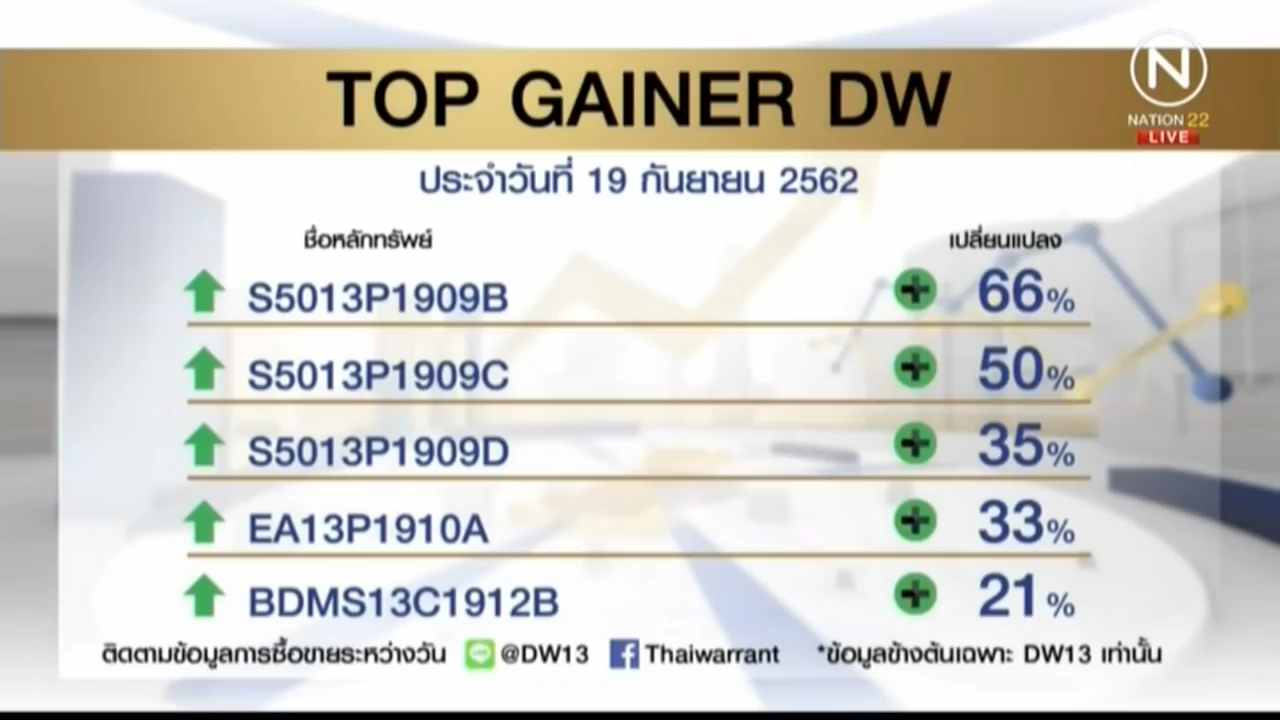 TOP GAINER DW
N
NATION 22
LIVE
ประจำวันที่ 19 กันยายน 2562
ชื่อหลักทรัพย์ เปลี่ยนแปลง
S5013P1909B + 66%
S5013P1909C + 50%
S5013P1909D + 35%
EA13P1910A + 33%
BDMS13C1912B + 21%
ติดตามข้อมูลการซื้อขายระหว่างวัน LINE @DW13 f Thaiwarrant *ข้อมูลข้างต้นเฉพาะ DW13 เท่านั้น